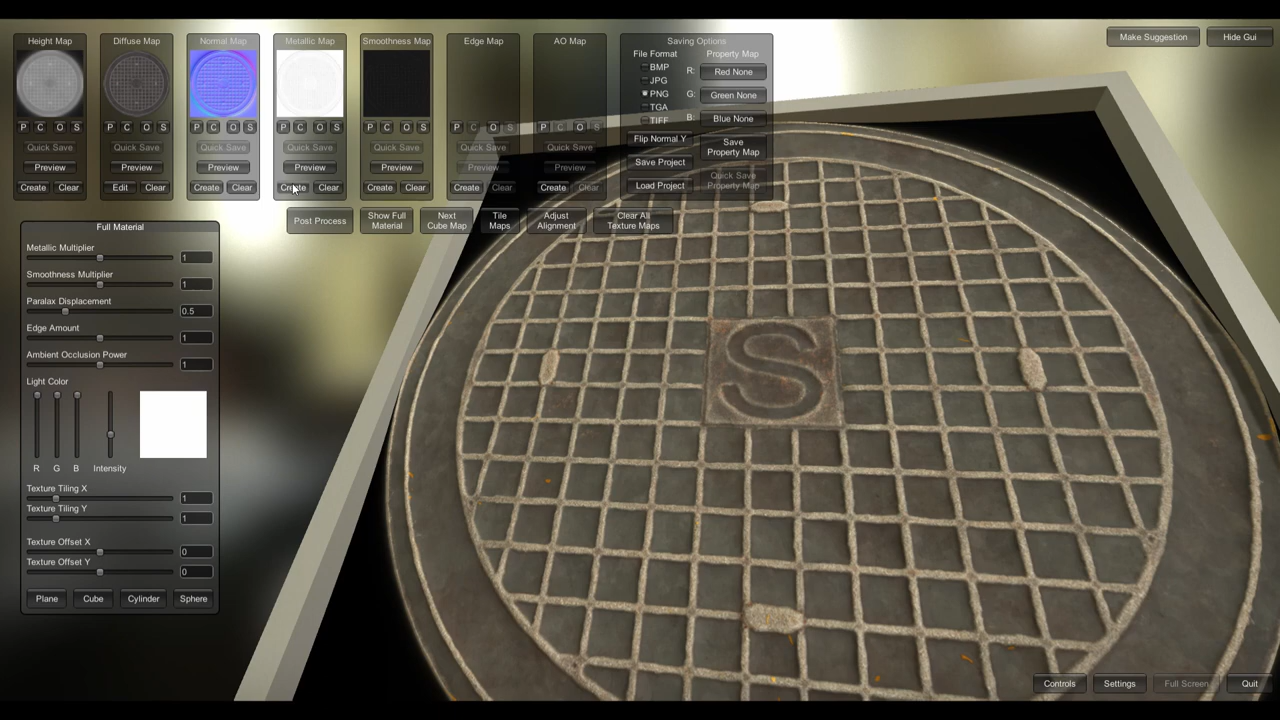 Height Map
Diffuse Map
Normal Map
Metallic Map
Smoothness Map
Edge Map
AO Map
P C O S
P C O S
P C O S
P C O S
P C O S
P C O S
P C O S
Quick Save
Quick Save
Quick Save
Quick Save
Quick Save
Quick Save
Quick Save
Preview
Preview
Preview
Preview
Preview
Preview
Preview
Create Clear
Edit Clear
Create Clear
Create Clear
Create Clear
Create Clear
Create Clear
Saving Options
File Format
BMP
JPG
PNG
TGA
TIFF
Property Map
R: Red None
G: Green None
B: Blue None
Flip Normal Y
Save Project
Load Project
Save
Property Map
Quick Save
Property Map
Make Suggestion
Hide Gui
Post Process
Show Full
Material
Next
Cube Map
Tile
Maps
Adjust
Alignment
Clear All
Texture Maps
Full Material
Metallic Multiplier
1
Smoothness Multiplier
1
Paralax Displacement
0.5
Edge Amount
1
Ambient Occlusion Power
1
Light Color
R G B Intensity
Texture Tiling X
1
Texture Tiling Y
1
Texture Offset X
0
Texture Offset Y
0
Plane Cube Cylinder Sphere
S
Controls Settings Full Screen Quit